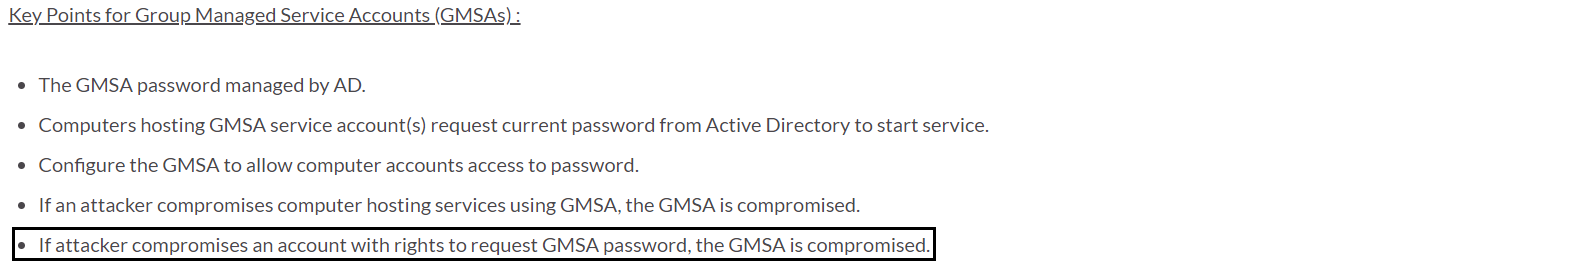 Key Points for Group Managed Service Accounts (GMSAs) :
• The GMSA password managed by AD.
• Computers hosting GMSA service account(s) request current password from Active Directory to start service.
• Configure the GMSA to allow computer accounts access to password.
• If an attacker compromises computer hosting services using GMSA, the GMSA is compromised.
• If attacker compromises an account with rights to request GMSA password, the GMSA is compromised.